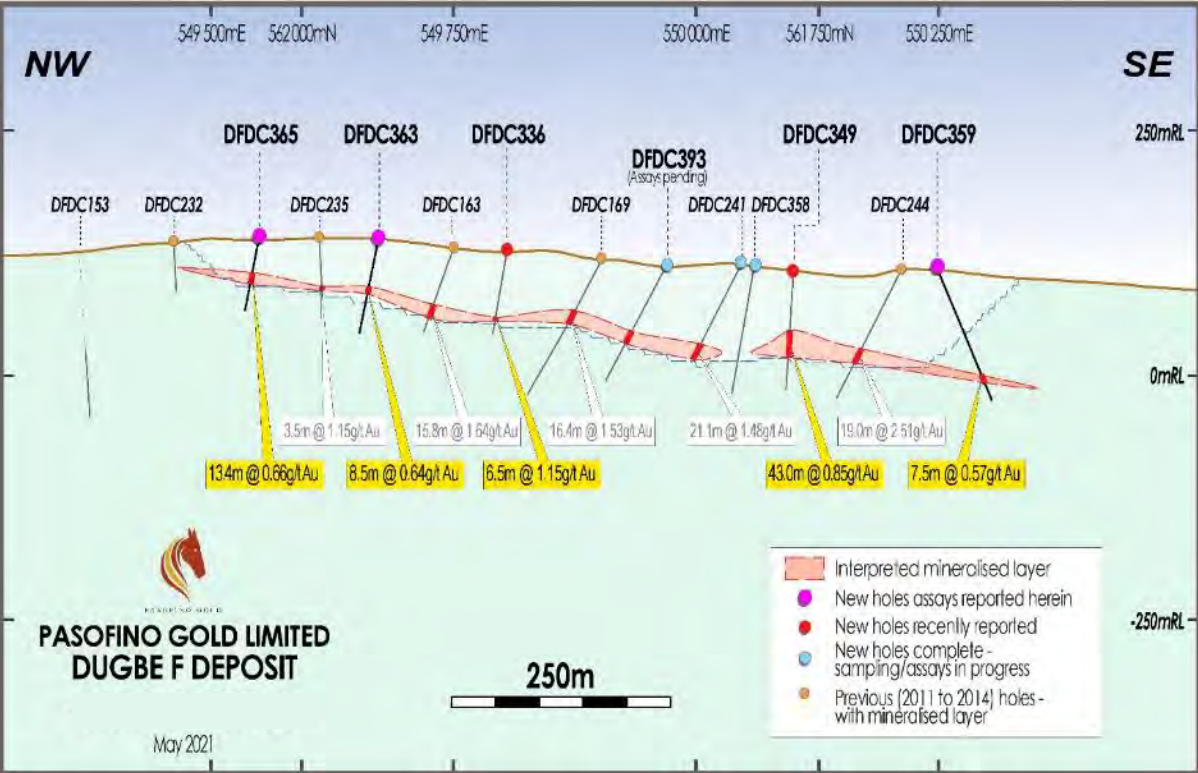 549 500mE 562 000mN 549 750mE 550 000mE 561 750mN 550 250mE
NW
SE
DFDC365 DFDC363 DFDC336 DFDC349 DFDC359
250mRL
DFDC393
(Assays pending)
DFDC153 DFDC232 DFDC235 DFDC163 DFDC169 DFDC241 DFDC358 DFDC244
0mRL
3.5m @ 1.15g/t Au 15.8m @ 1.64g/t Au 16.4m @ 1.53g/t Au 21.1m @ 1.48g/t Au 19.0m @ 2.51g/t Au
13.4m @ 0.66g/t Au 8.5m @ 0.64g/t Au 6.5m @ 1.15g/t Au 43.0m @ 0.85g/t Au 7.5m @ 0.57g/t Au
PASOFINO GOLD
PASOFINO GOLD LIMITED
DUGBE F DEPOSIT
May 2021
250m
Interpreted mineralised layer
New holes assays reported herein
New holes recently reported
New holes complete -
sampling/assays in progress
Previous (2011 to 2014) holes -
with mineralised layer
-250mRL